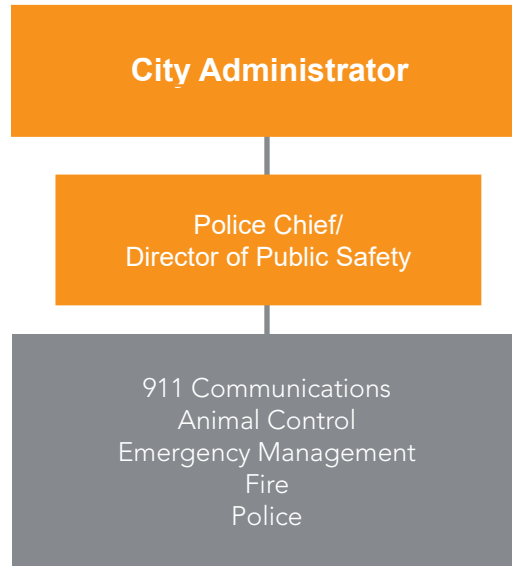 City Administrator
Police Chief/
Director of Public Safety
911 Communications
Animal Control
Emergency Management
Fire
Police